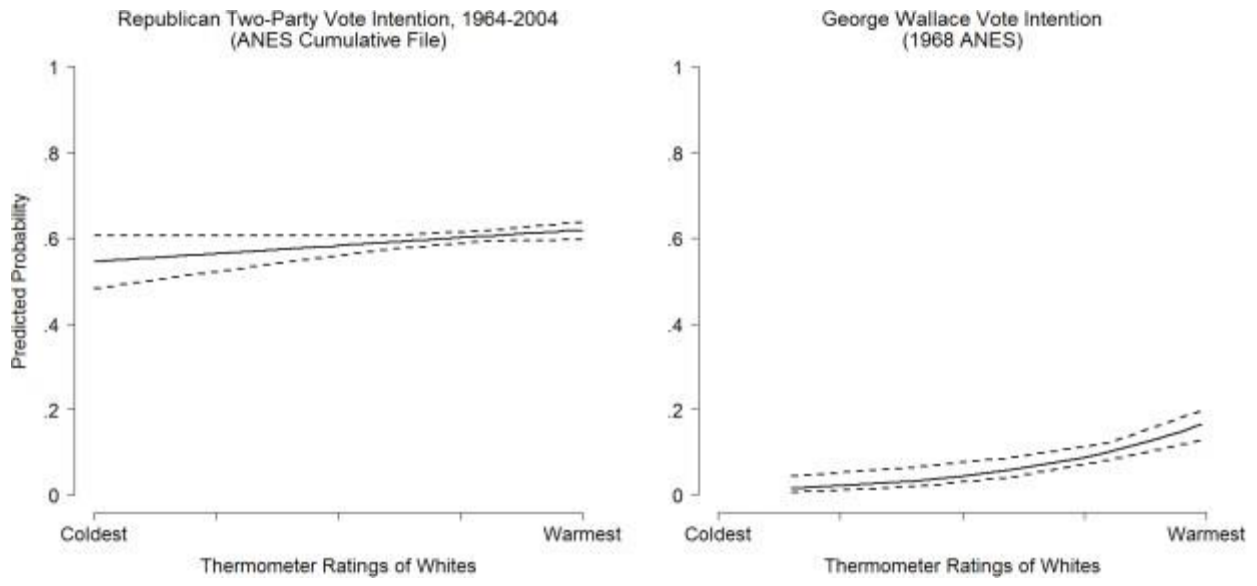 Republican Two-Party Vote Intention, 1964-2004
(ANES Cumulative File)
1
.8
.6
.4
.2
0
Predicted Probability
Coldest
Warmest
Thermometer Ratings of Whites
George Wallace Vote Intention
(1968 ANES)
1
.8
.6
.4
.2
0
Coldest
Warmest
Thermometer Ratings of Whites